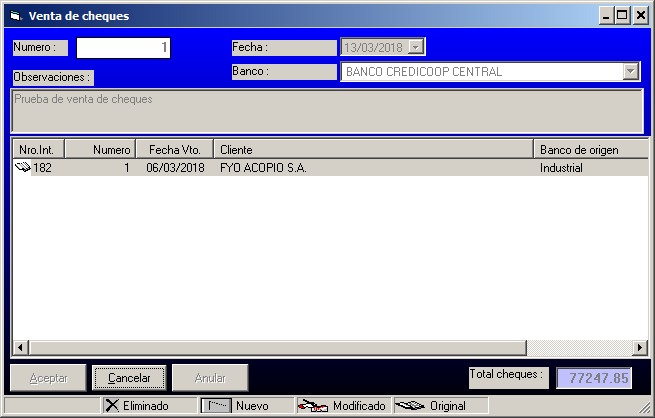 Venta de cheques
Numero : 1 Fecha : 13/03/2018
Observaciones : Banco : BANCO CREDICOOP CENTRAL
Prueba de venta de cheques
Nro.Int. Numero Fecha Vto. Cliente Banco de origen
182 1 06/03/2018 FYO ACOPIO S.A. Industrial
Aceptar Cancelar Anular Total cheques : 77247.85
Eliminado Nuevo Modificado Original